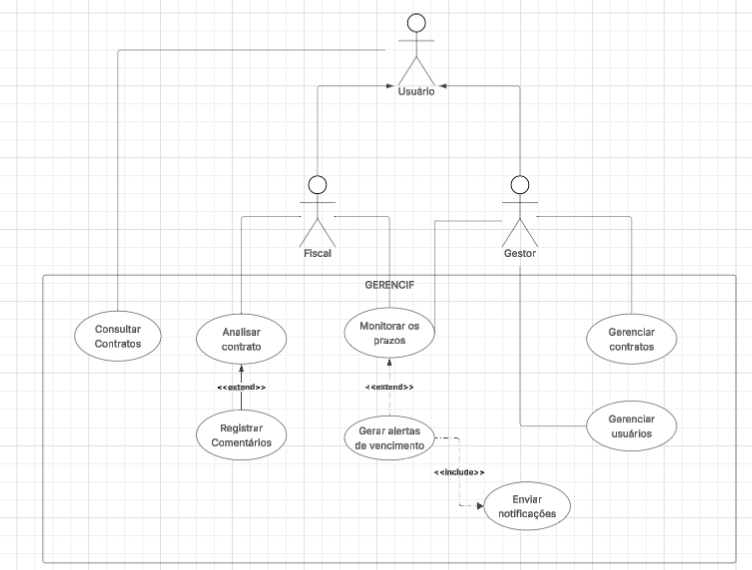 Usuário
Fiscal
Gestor
GERENCIF
Consultar
Contratos
Analisar
contrato
Monitorar os
prazos
Gerenciar
contratos
<<extend>>
<<extend>>
Registrar
Comentários
Gerar alertas
de vencimento
Gerenciar
usuários
<<include>>
Enviar
notificações